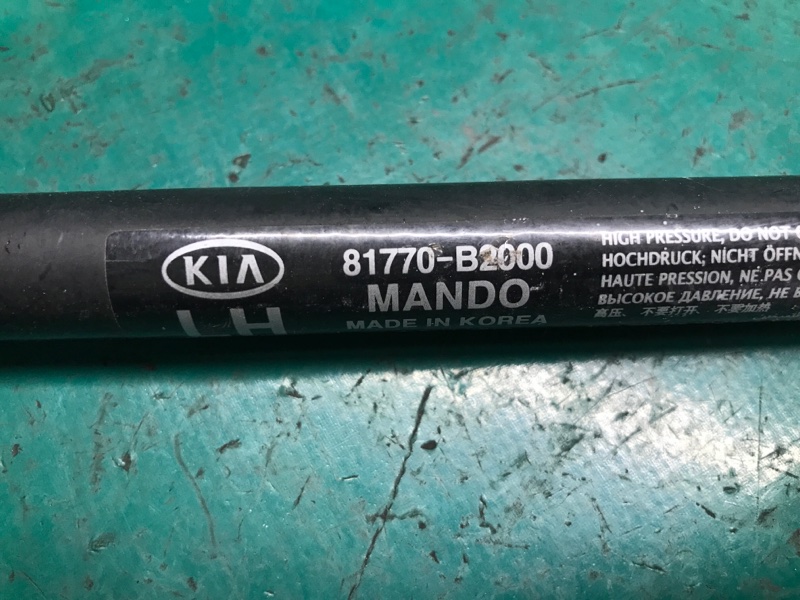 KIA
LH
81770-B2000
MANDO
MADE IN KOREA
HIGH PRESSURE, DO NOT
HOCHDRUCK; NICHT ÖFFN
HAUTE PRESSION, NE PAS
ВЫСОКОЕ ДАВЛЕНИЕ, НЕ В
高压. 不要打开. 不要加热